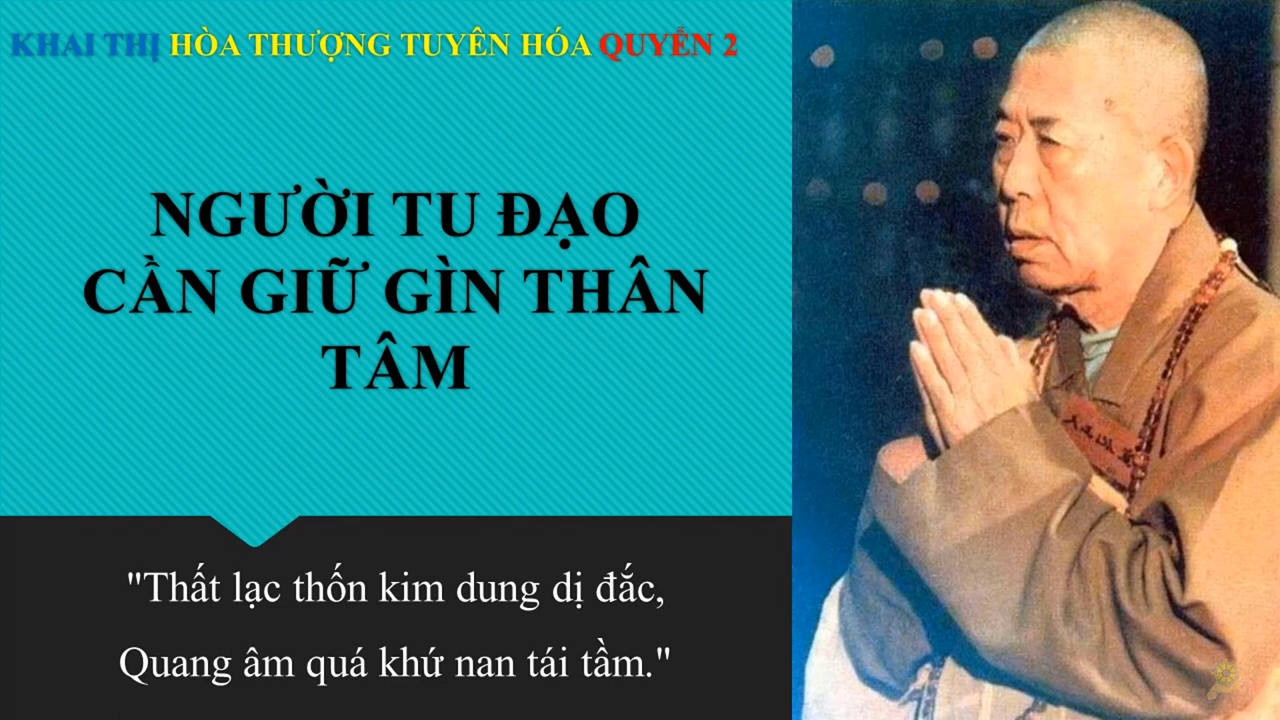 KHAI THỊ HÒA THƯỢNG TUYÊN HÓA QUYỂN 2
NGƯỜI TU ĐẠO
CẦN GIỮ GÌN THÂN
TÂM
"Thất lạc thốn kim dung dị đắc,
Quang âm quá khứ nan tái tầm."